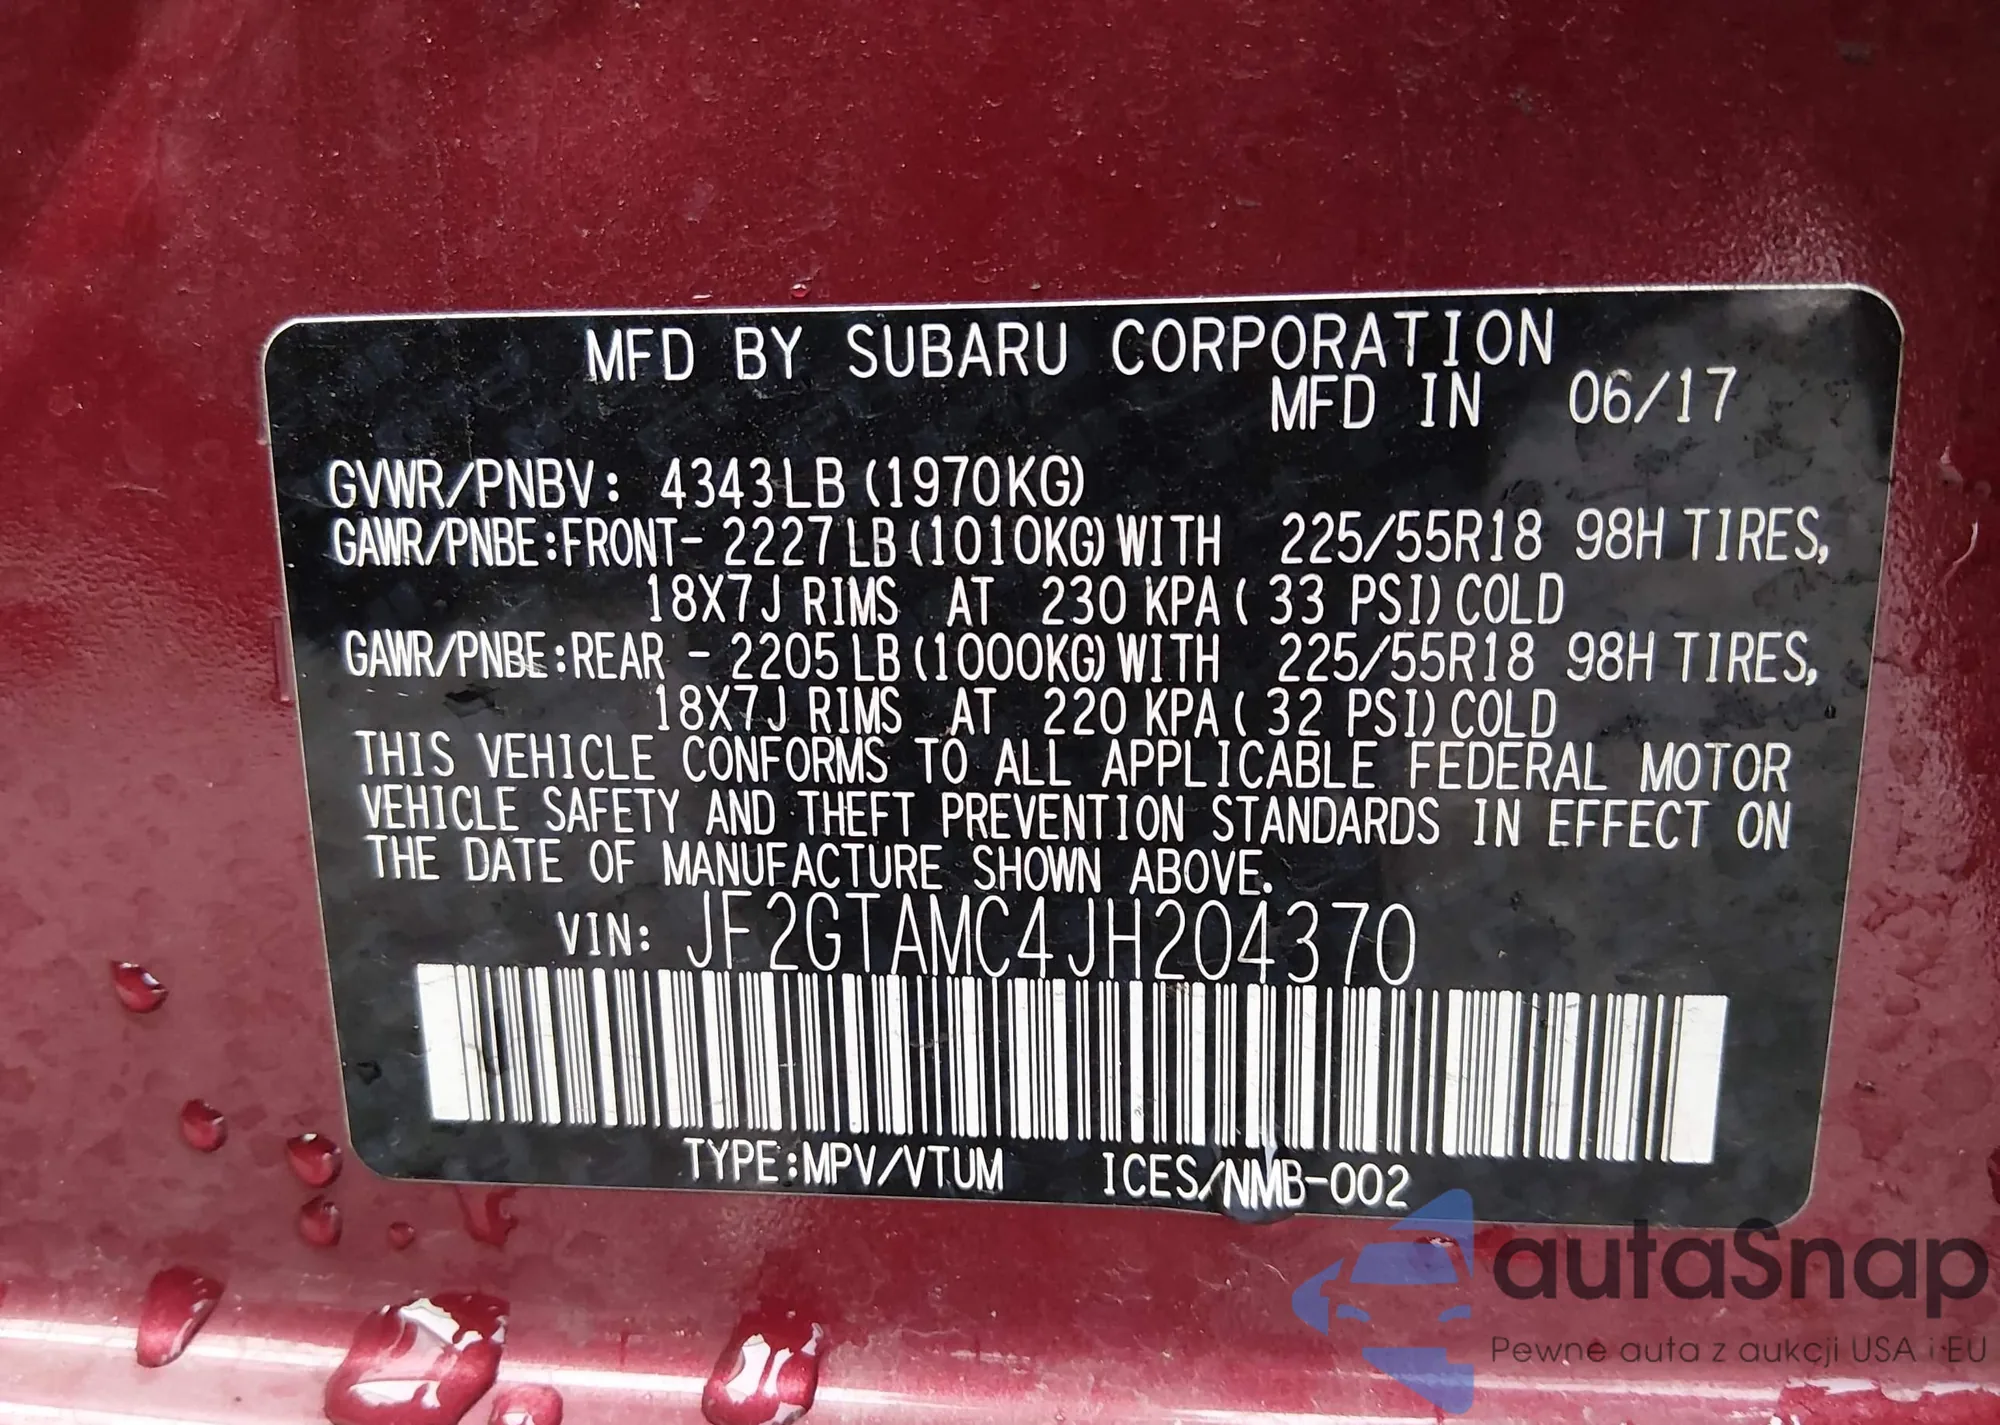 MFD BY SUBARU CORPORATION
MFD IN 06/17
GVWR/PNBV: 4343LB(1970KG)
GAWR/PNBE:FRONT- 2227LB(1010KG)WITH 225/55R18 98H TIRES,
18X7J RIMS AT 230 KPA( 33 PSI)COLD
GAWR/PNBE:REAR - 2205LB(1000KG)WITH 225/55R18 98H TIRES,
18X7J RIMS AT 220 KPA( 32 PSI)COLD
THIS VEHICLE CONFORMS TO ALL APPLICABLE FEDERAL MOTOR
VEHICLE SAFETY AND THEFT PREVENTION STANDARDS IN EFFECT ON
THE DATE OF MANUFACTURE SHOWN ABOVE.
VIN: JF2GTAMC4JH204370
TYPE:MPV/VTUM ICES/NMB-002
autaSnap
Pewne auta z aukcji USA i EU